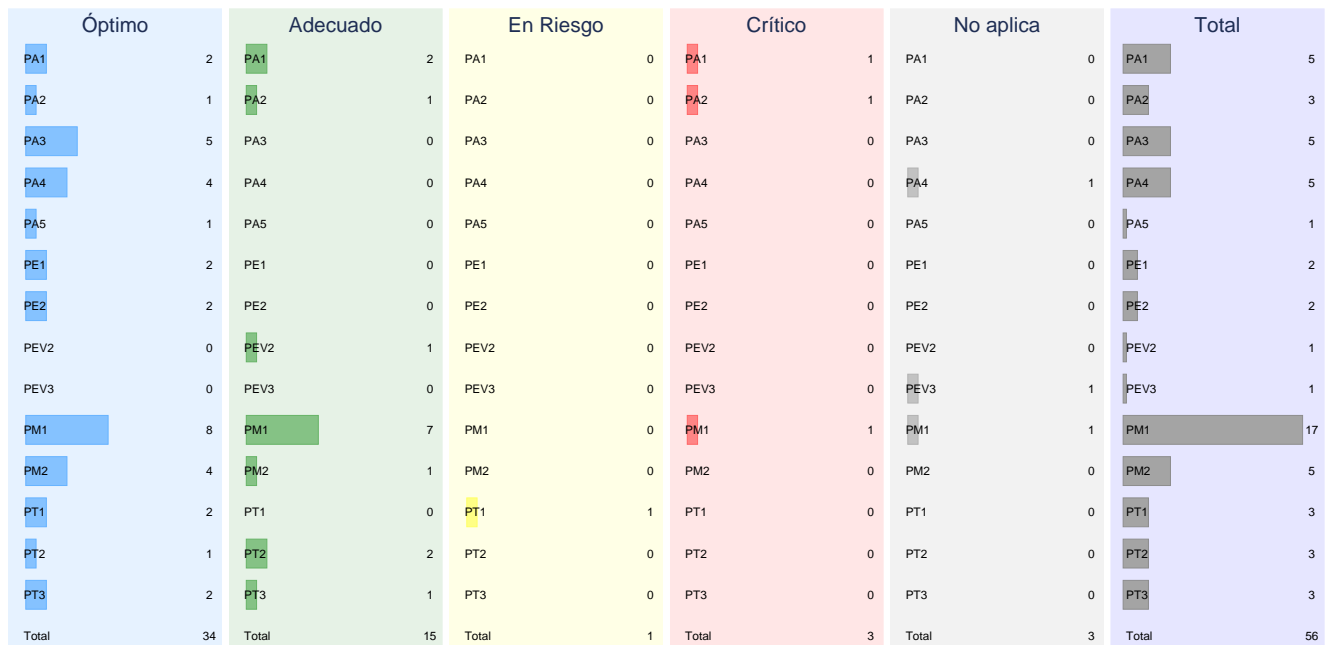 Óptimo Adecuado En Riesgo Crítico No aplica Total
PA1 2 PA1 2 PA1 0 PA1 1 PA1 0 PA1 5
PA2 1 PA2 1 PA2 0 PA2 1 PA2 0 PA2 3
PA3 5 PA3 0 PA3 0 PA3 0 PA3 0 PA3 5
PA4 4 PA4 0 PA4 0 PA4 0 PA4 1 PA4 5
PA5 1 PA5 0 PA5 0 PA5 0 PA5 0 PA5 1
PE1 2 PE1 0 PE1 0 PE1 0 PE1 0 PE1 2
PE2 2 PE2 0 PE2 0 PE2 0 PE2 0 PE2 2
PEV2 0 PEV2 1 PEV2 0 PEV2 0 PEV2 0 PEV2 1
PEV3 0 PEV3 0 PEV3 0 PEV3 0 PEV3 1 PEV3 1
PM1 8 PM1 7 PM1 0 PM1 1 PM1 1 PM1 17
PM2 4 PM2 1 PM2 0 PM2 0 PM2 0 PM2 5
PT1 2 PT1 0 PT1 1 PT1 0 PT1 0 PT1 3
PT2 1 PT2 2 PT2 0 PT2 0 PT2 0 PT2 3
PT3 2 PT3 1 PT3 0 PT3 0 PT3 0 PT3 3
Total 34 Total 15 Total 1 Total 3 Total 3 Total 56